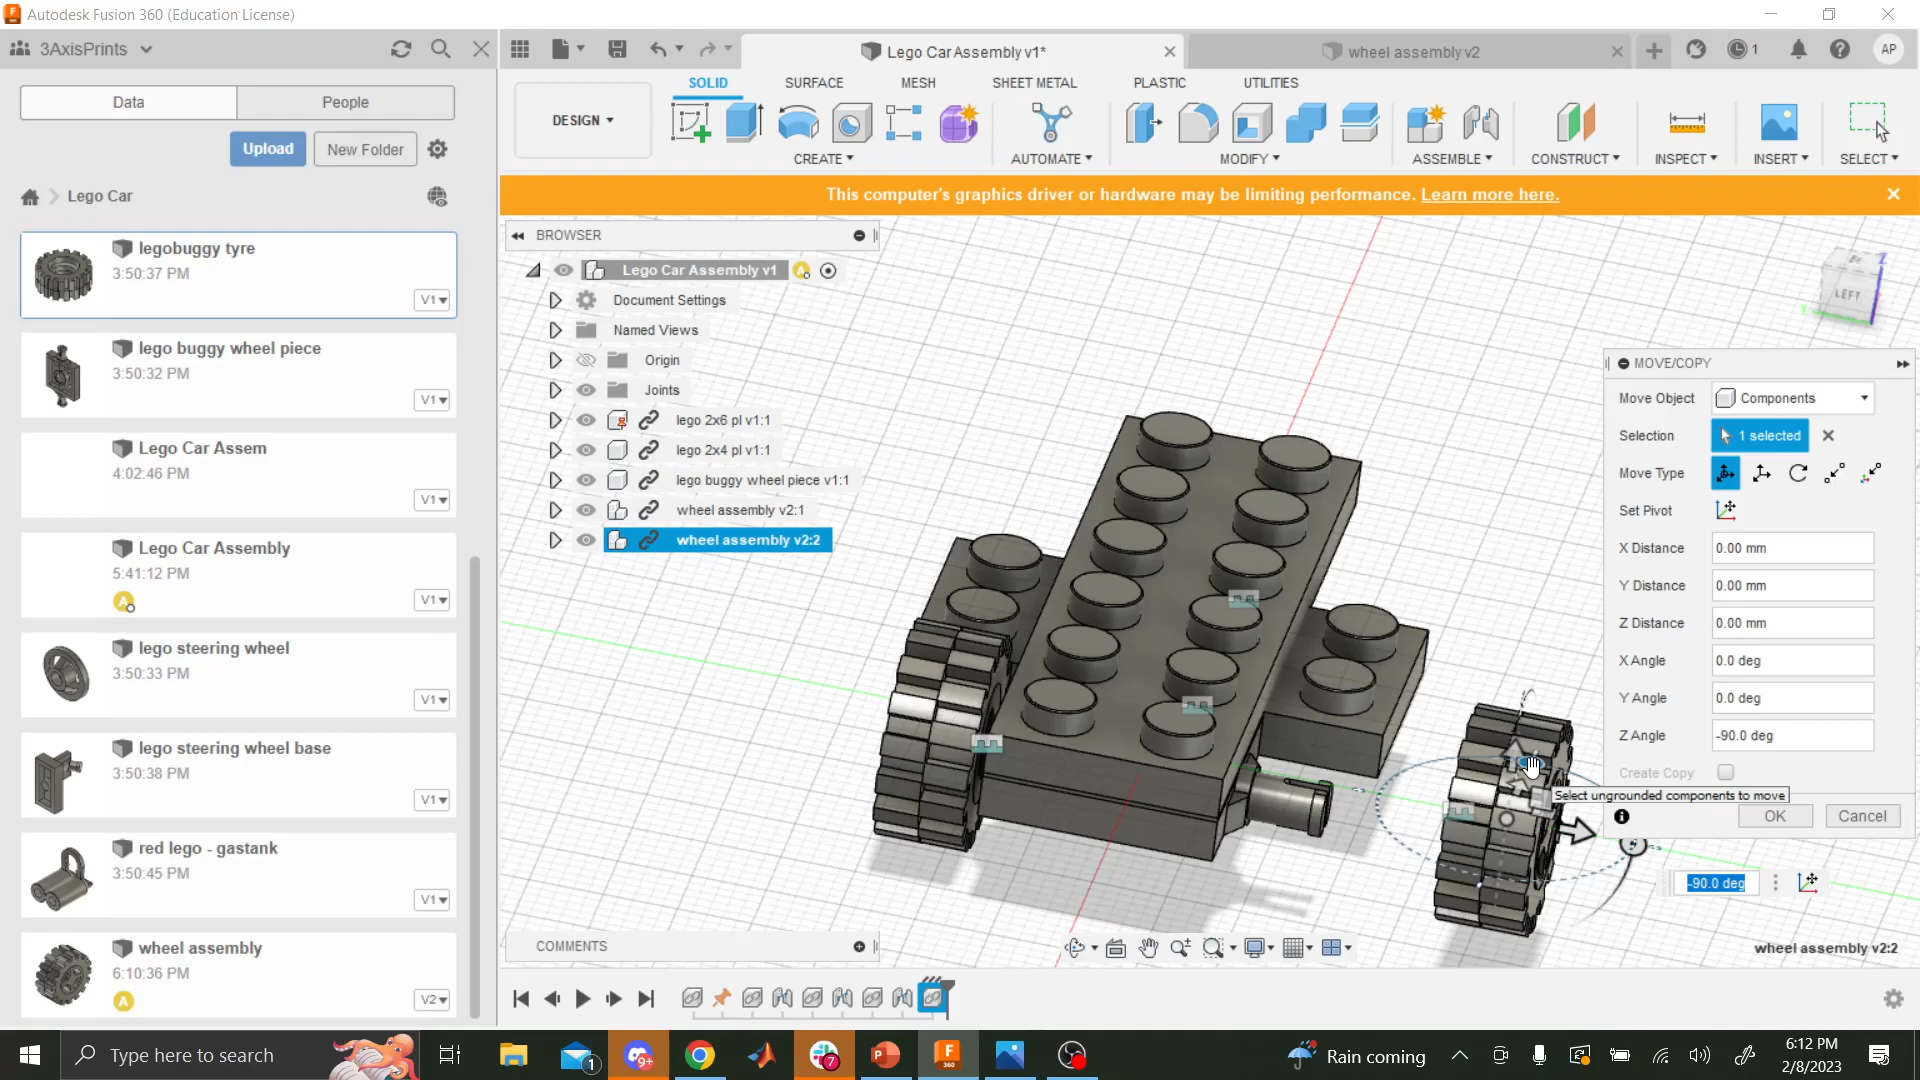 Autodesk Fusion 360 (Education License)
3AxisPrints
Data
People
Upload
New Folder
Lego Car
legobuggy tyre
3:50:37 PM
V1
lego buggy wheel piece
3:50:32 PM
V1
Lego Car Assem
4:02:46 PM
V1
Lego Car Assembly
5:41:12 PM
A
V1
lego steering wheel
3:50:33 PM
V1
lego steering wheel base
3:50:38 PM
V1
red lego - gastank
3:50:45 PM
V1
wheel assembly
6:10:36 PM
A
V2
Lego Car Assembly v1*
wheel assembly v2
1
AP
SOLID
SURFACE
MESH
SHEET METAL
PLASTIC
UTILITIES
DESIGN
CREATE
AUTOMATE
MODIFY
ASSEMBLE
CONSTRUCT
INSPECT
INSERT
SELECT
This computer's graphics driver or hardware may be limiting performance. Learn more here.
BROWSER
Lego Car Assembly v1
Document Settings
Named Views
Origin
Joints
lego 2x6 pl v1:1
lego 2x4 pl v1:1
lego buggy wheel piece v1:1
wheel assembly v2:1
wheel assembly v2:2
LEFT
Z
Y
MOVE/COPY
Move Object
Components
Selection
1 selected
Move Type
Set Pivot
X Distance
0.00 mm
Y Distance
0.00 mm
Z Distance
0.00 mm
X Angle
0.0 deg
Y Angle
0.0 deg
Z Angle
-90.0 deg
Create Copy
Select ungrounded components to move
OK
Cancel
-90.0 deg
wheel assembly v2:2
COMMENTS
Type here to search
1
9+
7
F
360
Rain coming
6:12 PM
2/8/2023